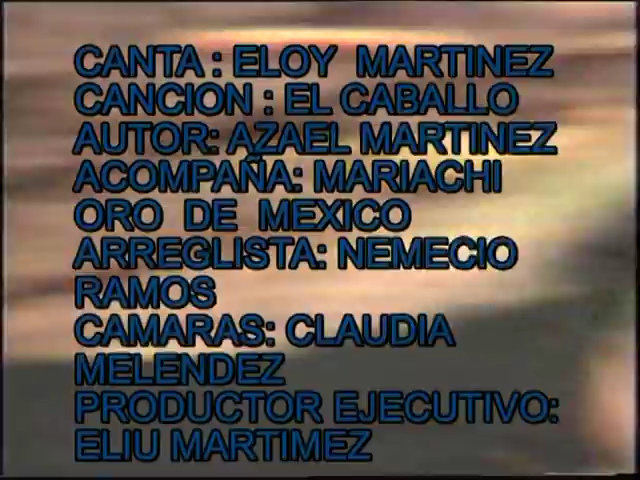 CANTA : ELOY MARTINEZ
CANCION : EL CABALLO
AUTOR: AZAEL MARTINEZ
ACOMPAÑA: MARIACHI
ORO DE MEXICO
ARREGLISTA: NEMECIO
RAMOS
CAMARAS: CLAUDIA
MELENDEZ
PRODUCTOR EJECUTIVO:
ELIU MARTIMEZ